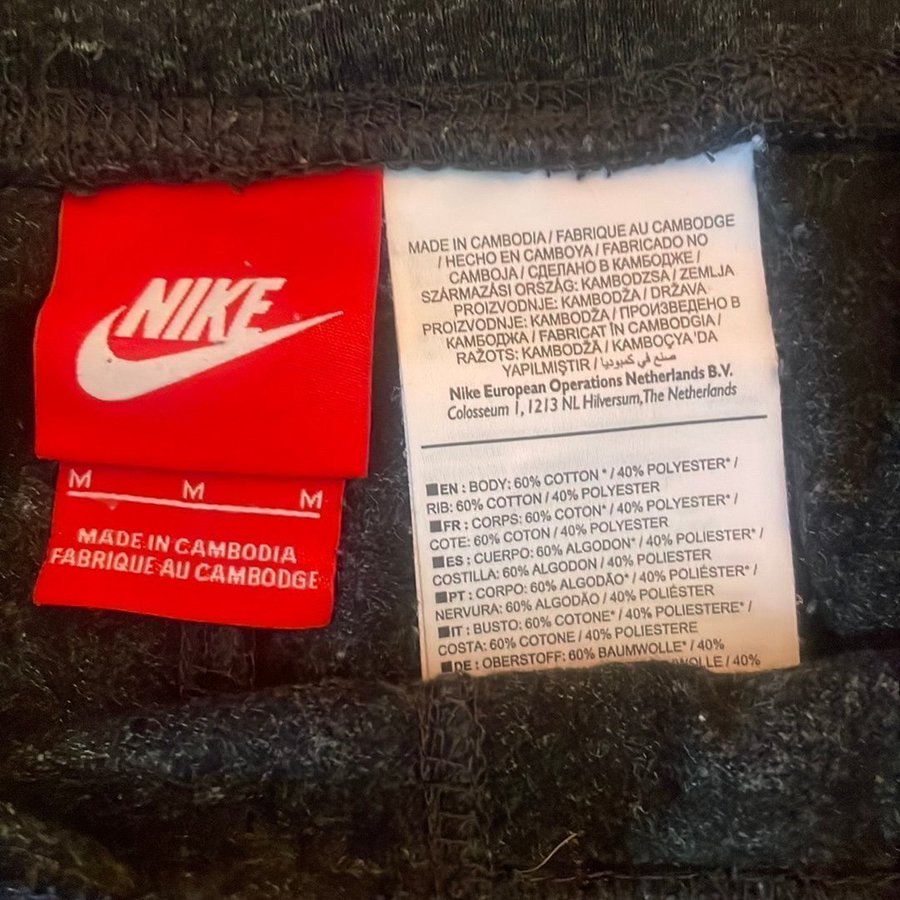 NIKE
M M M
MADE IN CAMBODIA
FABRIQUE AU CAMBODGE
MADE IN CAMBODIA / FABRIQUE AU CAMBODGE
/ HECHO EN CAMBOYA / FABRICADO NO
CAMBOJA / СДЕЛАНО В КАМБОДЖЕ /
SZÁRMAZÁSI ORSZÁG: KAMBODZSA / ZEMLJA
PROIZVODNJE: KAMBODŽA / DRŽAVA
PROIZVODNJE: KAMBODŽA / ПРОИЗВЕДЕНО В
КАМБОДЖА / FABRICAT ÎN CAMBODGIA /
RAŽOTS: KAMBODŽA / KAMBOÇYA'DA
YAPILMIŞTIR / صنع في كمبوديا
Nike European Operations Netherlands B.V.
Colosseum 1, 1213 NL Hilversum, The Netherlands
EN : BODY: 60% COTTON* / 40% POLYESTER* /
RIB: 60% COTTON / 40% POLYESTER
FR : CORPS: 60% COTON* / 40% POLYESTER* /
COTE: 60% COTON / 40% POLYESTER
ES : CUERPO: 60% ALGODON* / 40% POLIESTER* /
COSTILLA: 60% ALGODON / 40% POLIESTER
PT : CORPO: 60% ALGODÃO* / 40% POLIÉSTER* /
NERVURA: 60% ALGODÃO / 40% POLIÉSTER
IT : BUSTO: 60% COTONE* / 40% POLIESTERE* /
COSTA: 60% COTONE / 40% POLIESTERE
DE : OBERSTOFF: 60% BAUMWOLLE* / 40%
/ 40%